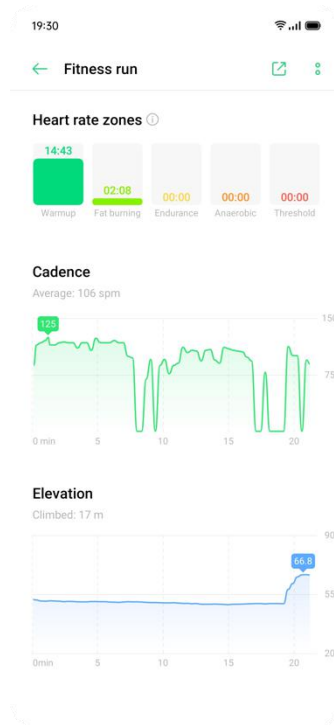 19:30
Fitness run
Heart rate zones
14:43 02:08 00:00 00:00 00:00
Warmup Fat burning Endurance Anaerobic Threshold
Cadence
Average: 106 spm
125
75
0 min 5 10 15 20
Elevation
Climbed: 17 m
90
66.8
55
20
0min 5 10 15 20